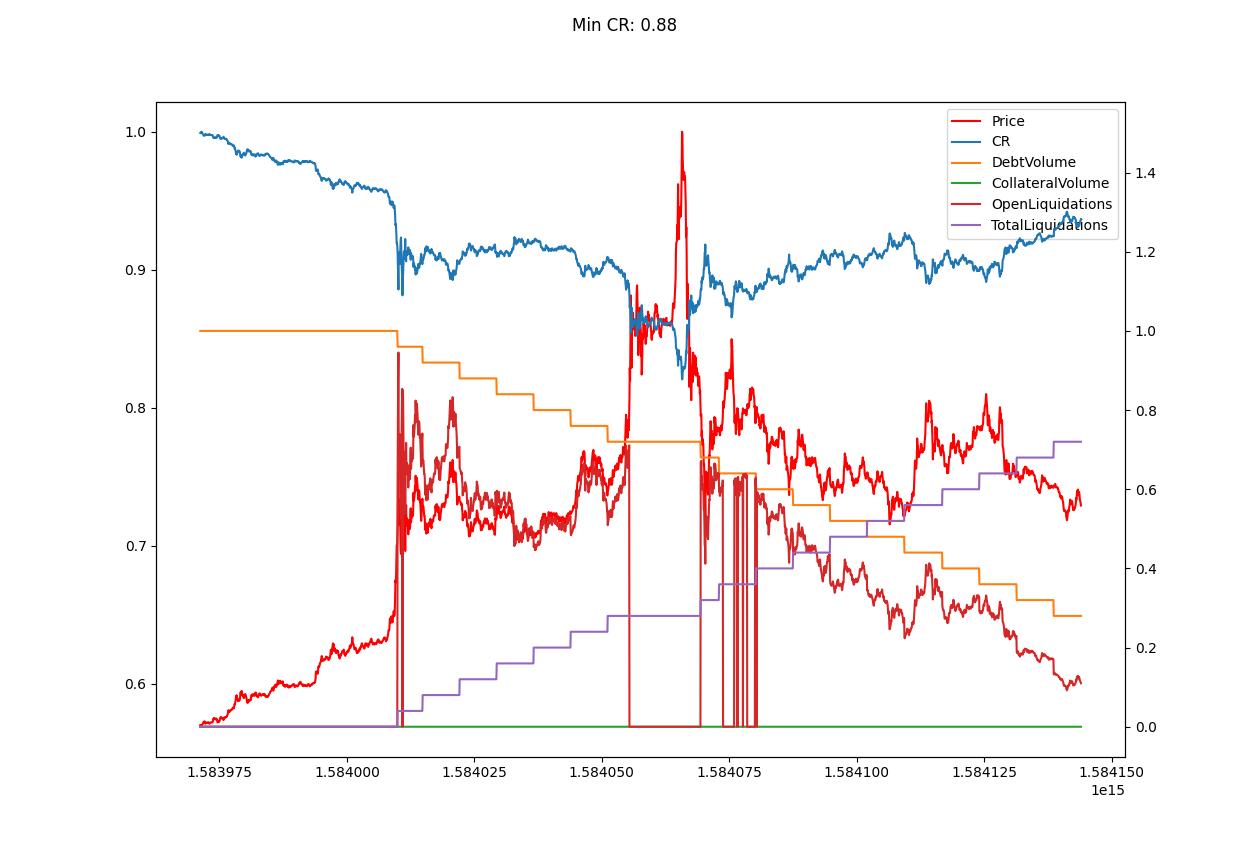 Min CR: 0.88
1.0
0.9
0.8
0.7
0.6
Price
CR
DebtVolume
CollateralVolume
OpenLiquidations
TotalLiquidations
1.4
1.2
1.0
0.8
0.6
0.4
0.2
0.0
1.583975 1.584000 1.584025 1.584050 1.584075 1.584100 1.584125 1.584150
1e15